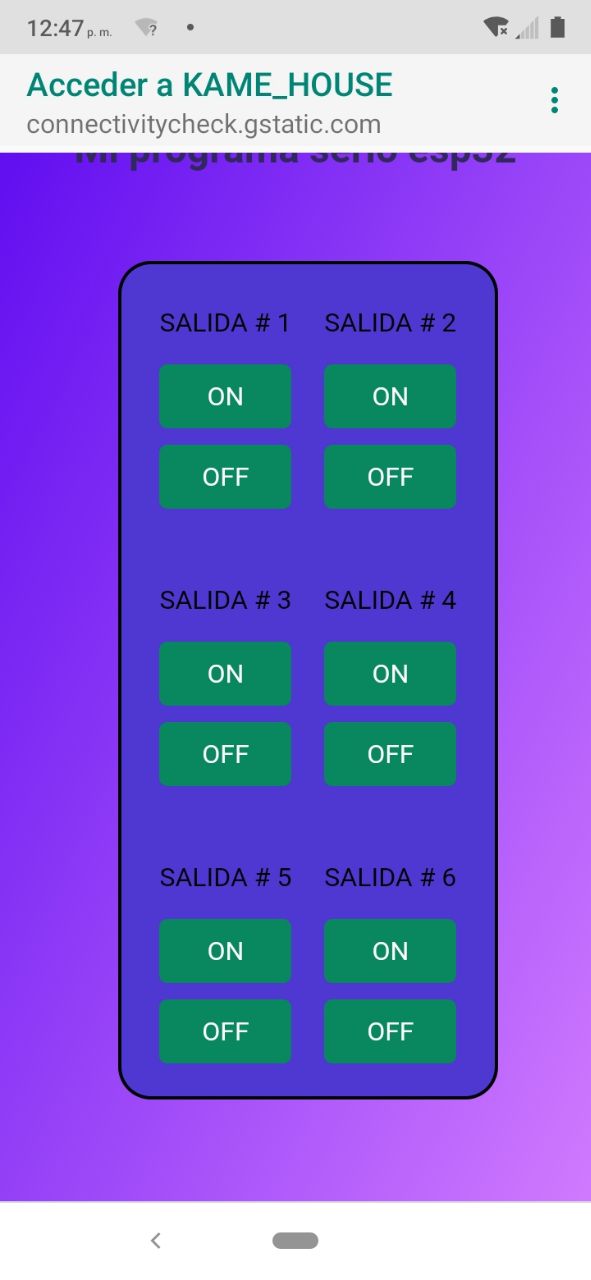 12:47 p. m.
Acceder a KAME_HOUSE
connectivitycheck.gstatic.com
Mi programa serio esp32
SALIDA # 1 SALIDA # 2
ON ON
OFF OFF
SALIDA # 3 SALIDA # 4
ON ON
OFF OFF
SALIDA # 5 SALIDA # 6
ON ON
OFF OFF